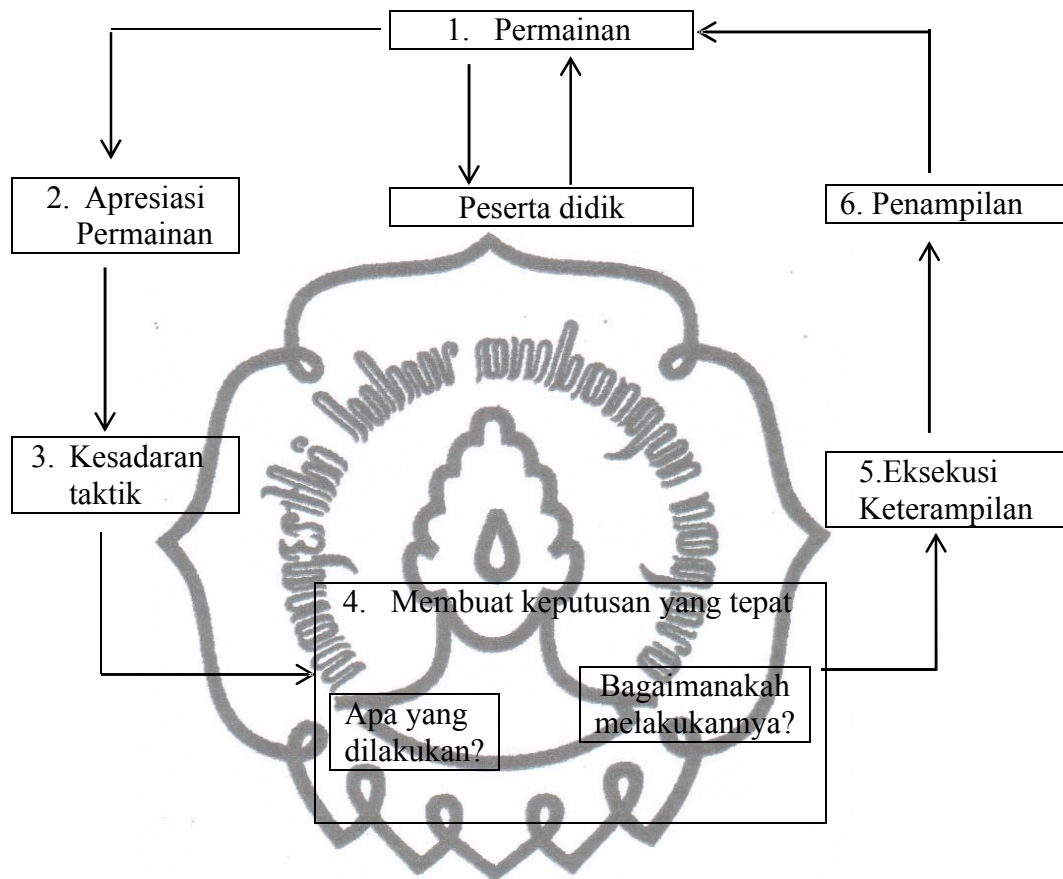 1. Permainan
2. Apresiasi
Permainan
Peserta didik
6. Penampilan
3. Kesadaran
taktik
5.Eksekusi
Keterampilan
4. Membuat keputusan yang tepat
Apa yang
dilakukan?
Bagaimanakah
melakukannya?